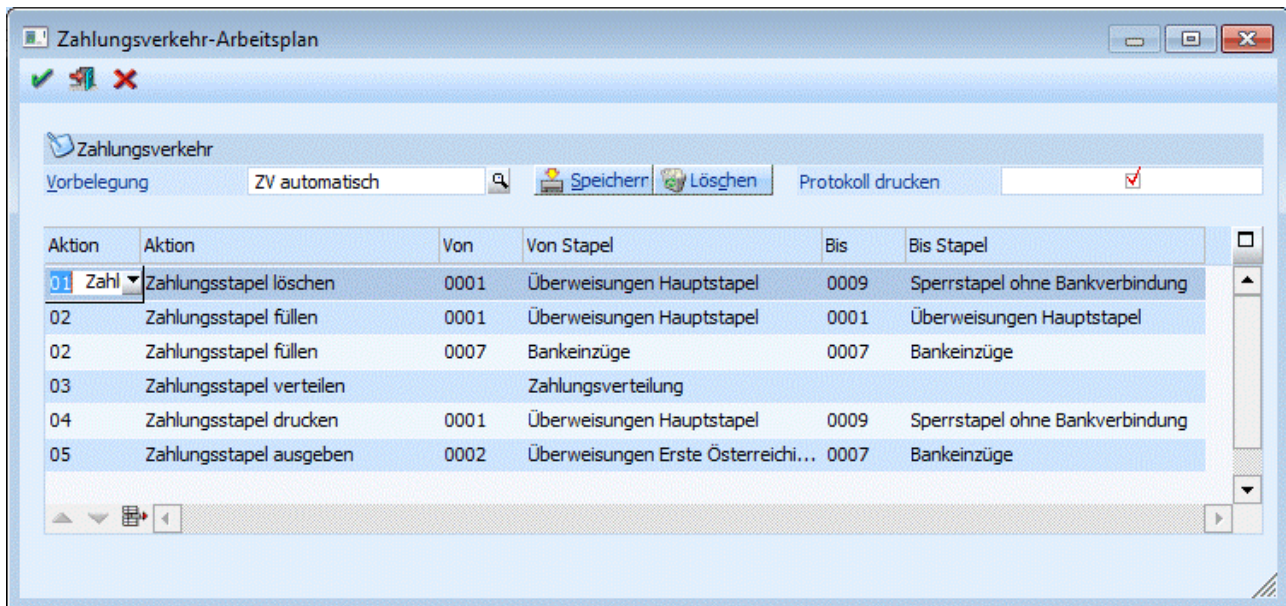 Zahlungsverkehr-Arbeitsplan
Zahlungsverkehr
Vorbelegung ZV automatisch Speichern Löschen Protokoll drucken
Aktion Aktion Von Von Stapel Bis Bis Stapel
01 Zahl Zahlungsstapel löschen 0001 Überweisungen Hauptstapel 0009 Sperrstapel ohne Bankverbindung
02 Zahlungsstapel füllen 0001 Überweisungen Hauptstapel 0001 Überweisungen Hauptstapel
02 Zahlungsstapel füllen 0007 Bankeinzüge 0007 Bankeinzüge
03 Zahlungsstapel verteilen Zahlungsverteilung
04 Zahlungsstapel drucken 0001 Überweisungen Hauptstapel 0009 Sperrstapel ohne Bankverbindung
05 Zahlungsstapel ausgeben 0002 Überweisungen Erste Österreichi... 0007 Bankeinzüge